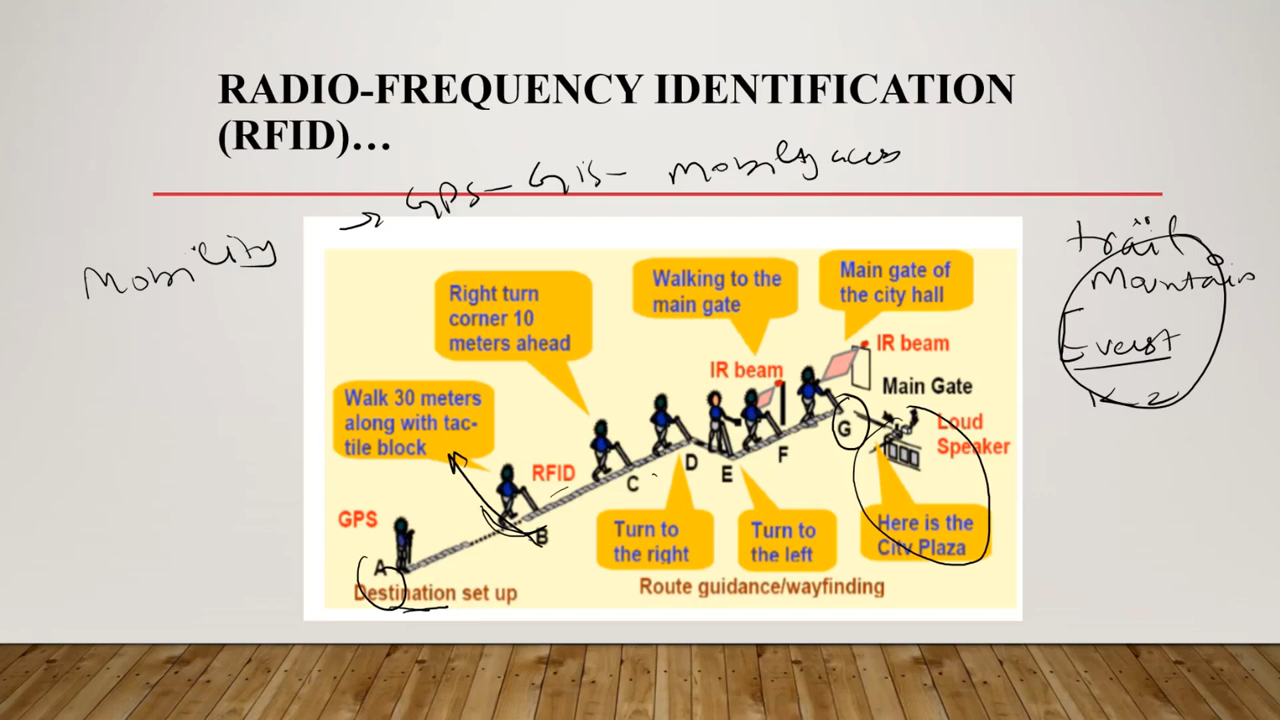 RADIO-FREQUENCY IDENTIFICATION
(RFID)…
Mobility
→ GPS – GIS – Mobility
trail
Mountain
Everest
K2
Right turn
corner 10
meters ahead
Walking to the
main gate
Main gate of
the city hall
IR beam
IR beam
Main Gate
Walk 30 meters
along with tac-
tile block
RFID
Loud
Speaker
GPS
A
B
C
D
E
F
G
Turn to
the right
Turn to
the left
Here is the
City Plaza
Destination set up
Route guidance/wayfinding